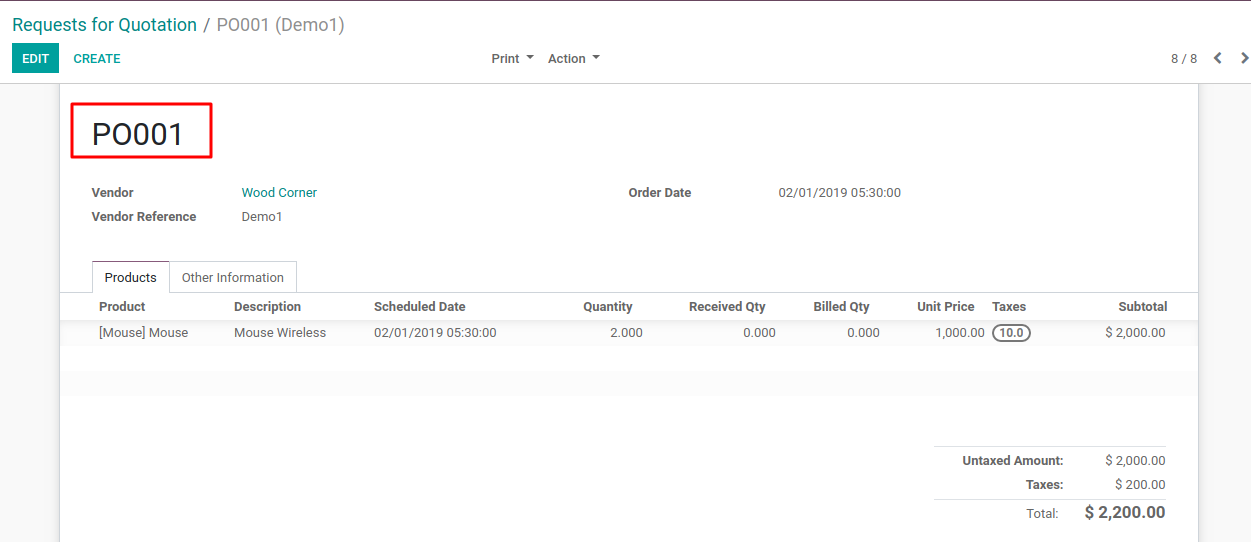 Requests for Quotation / PO001 (Demo1)
EDIT CREATE Print Action 8 / 8
PO001
Vendor Wood Corner Order Date 02/01/2019 05:30:00
Vendor Reference Demo1
Products Other Information
Product Description Scheduled Date Quantity Received Qty Billed Qty Unit Price Taxes Subtotal
[Mouse] Mouse Mouse Wireless 02/01/2019 05:30:00 2.000 0.000 0.000 1,000.00 10.0 $ 2,000.00
Untaxed Amount: $ 2,000.00
Taxes: $ 200.00
Total: $ 2,200.00